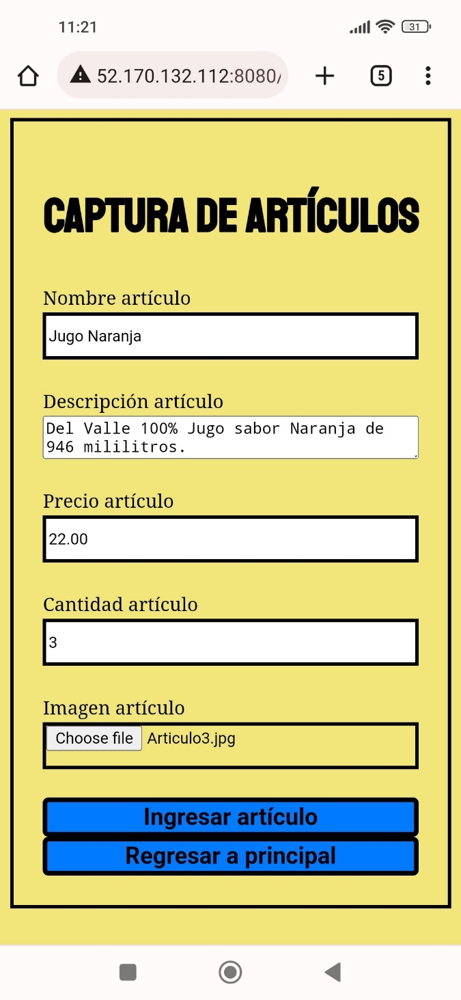 11:21
31
52.170.132.112:8080/
5
CAPTURA DE ARTÍCULOS
Nombre artículo
Jugo Naranja
Descripción artículo
Del Valle 100% Jugo sabor Naranja de
946 mililitros.
Precio artículo
22.00
Cantidad artículo
3
Imagen artículo
Choose file Articulo3.jpg
Ingresar artículo
Regresar a principal